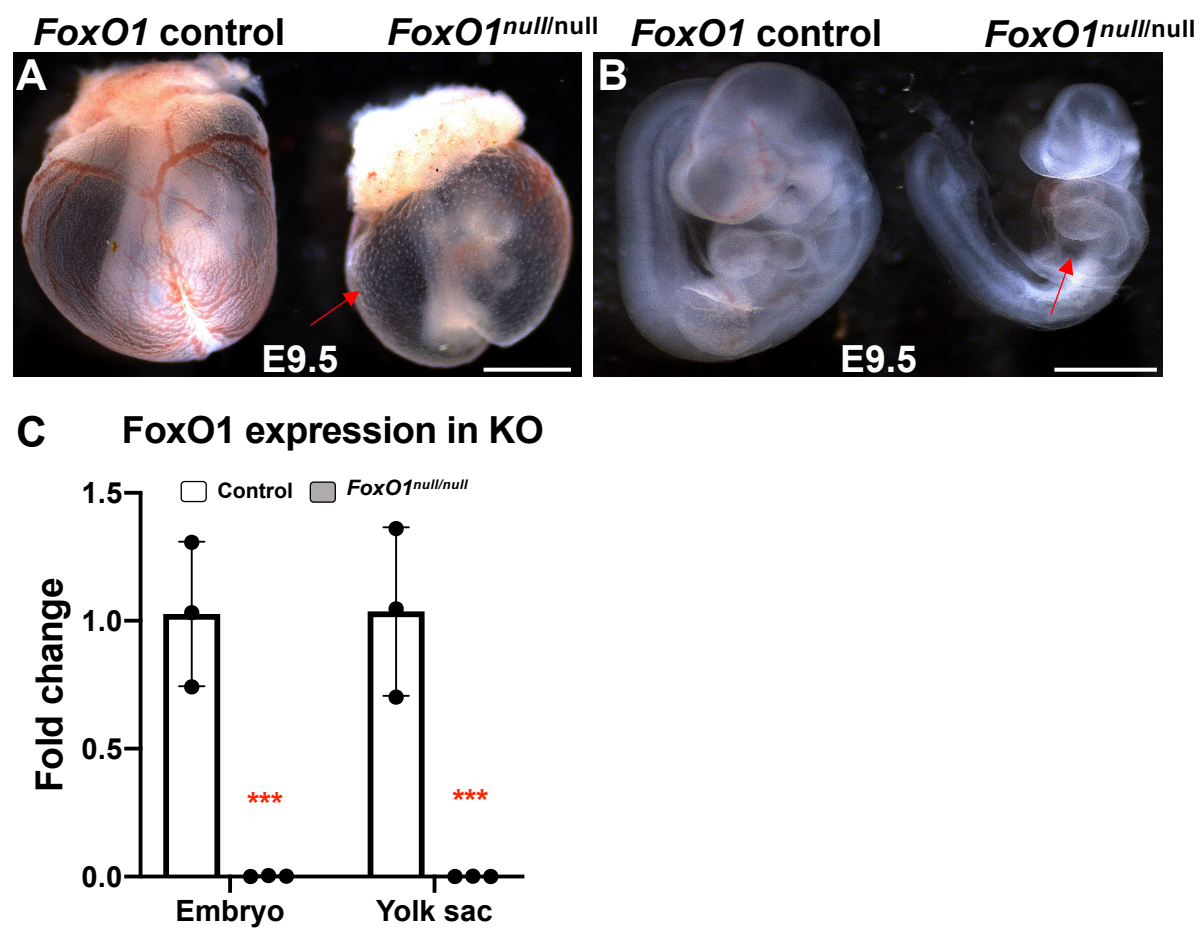 FoxO1 control FoxO1null/null FoxO1 control FoxO1null/null
A B
E9.5 E9.5
C FoxO1 expression in KO
Control FoxO1null/null
Fold change
1.5
1.0
0.5
0.0
*** ***
Embryo Yolk sac